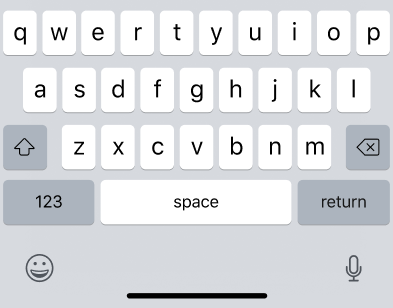 q w e r t y u i o p
a s d f g h j k l
z x c v b n m
123 space return